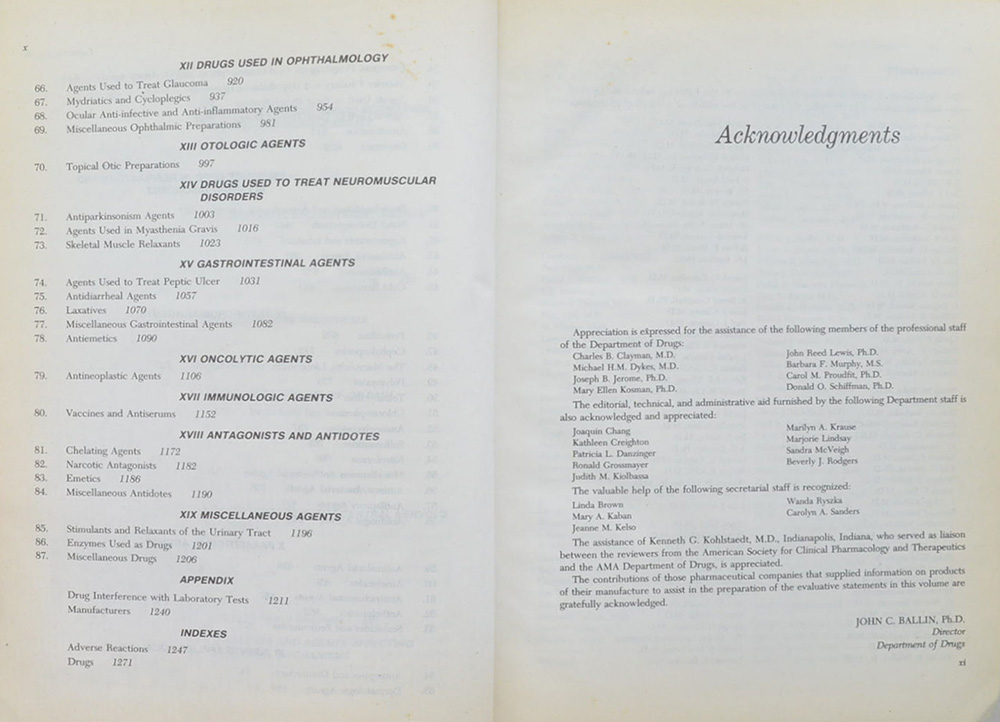 x
XII DRUGS USED IN OPHTHALMOLOGY
66. Agents Used to Treat Glaucoma 920
67. Mydriatics and Cycloplegics 937
68. Ocular Anti-infective and Anti-inflammatory Agents 954
69. Miscellaneous Ophthalmic Preparations 981
XIII OTOLOGIC AGENTS
70. Topical Otic Preparations 997
XIV DRUGS USED TO TREAT NEUROMUSCULAR
DISORDERS
71. Antiparkinsonism Agents 1003
72. Agents Used in Myasthenia Gravis 1016
73. Skeletal Muscle Relaxants 1023
XV GASTROINTESTINAL AGENTS
74. Agents Used to Treat Peptic Ulcer 1031
75. Antidiarrheal Agents 1057
76. Laxatives 1070
77. Miscellaneous Gastrointestinal Agents 1082
78. Antiemetics 1090
XVI ONCOLYTIC AGENTS
79. Antineoplastic Agents 1106
XVII IMMUNOLOGIC AGENTS
80. Vaccines and Antiserums 1152
XVIII ANTAGONISTS AND ANTIDOTES
81. Chelating Agents 1172
82. Narcotic Antagonists 1182
83. Emetics 1186
84. Miscellaneous Antidotes 1190
XIX MISCELLANEOUS AGENTS
85. Stimulants and Relaxants of the Urinary Tract 1196
86. Enzymes Used as Drugs 1201
87. Miscellaneous Drugs 1206
APPENDIX
Drug Interference with Laboratory Tests 1211
Manufacturers 1240
INDEXES
Adverse Reactions 1247
Drugs 1271
Acknowledgments
Appreciation is expressed for the assistance of the following members of the professional staff
of the Department of Drugs:
Charles B. Clayman, M.D.
Michael H.M. Dykes, M.D.
Joseph B. Jerome, Ph.D.
Mary Ellen Kosman, Ph.D.
John Reed Lewis, Ph.D.
Barbara F. Murphy, M.S.
Carol M. Proudfit, Ph.D.
Donald O. Schiffman, Ph.D.
The editorial, technical, and administrative aid furnished by the following Department staff is
also acknowledged and appreciated:
Joaquin Chang
Kathleen Creighton
Patricia L. Danzinger
Ronald Grossmayer
Judith M. Kiolbassa
Marilyn A. Krause
Marjorie Lindsay
Sandra McVeigh
Beverly J. Rodgers
The valuable help of the following secretarial staff is recognized:
Linda Brown
Mary A. Kaban
Jeanne M. Kelso
Wanda Ryszka
Carolyn A. Sanders
The assistance of Kenneth G. Kohlstaedt, M.D., Indianapolis, Indiana, who served as liaison
between the reviewers from the American Society for Clinical Pharmacology and Therapeutics
and the AMA Department of Drugs, is appreciated.
The contributions of those pharmaceutical companies that supplied information on products
of their manufacture to assist in the preparation of the evaluative statements in this volume are
gratefully acknowledged.
JOHN C. BALLIN, Ph.D.
Director
Department of Drugs
xi